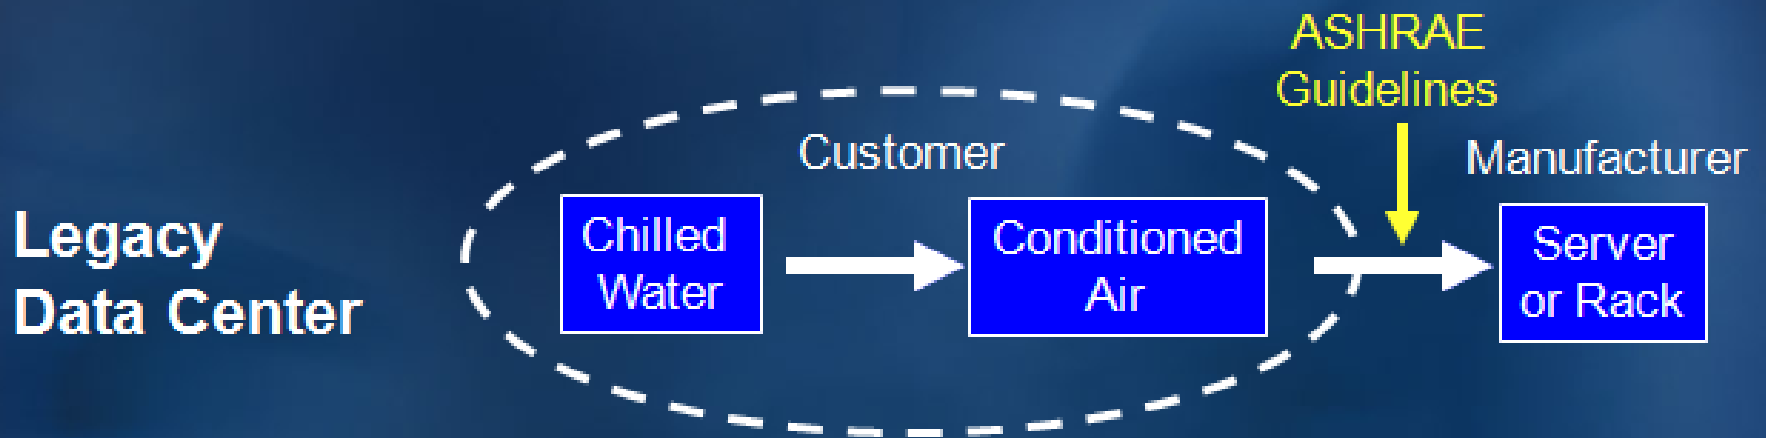 Legacy
Data Center
Customer
Chilled
Water
Conditioned
Air
ASHRAE
Guidelines
Manufacturer
Server
or Rack